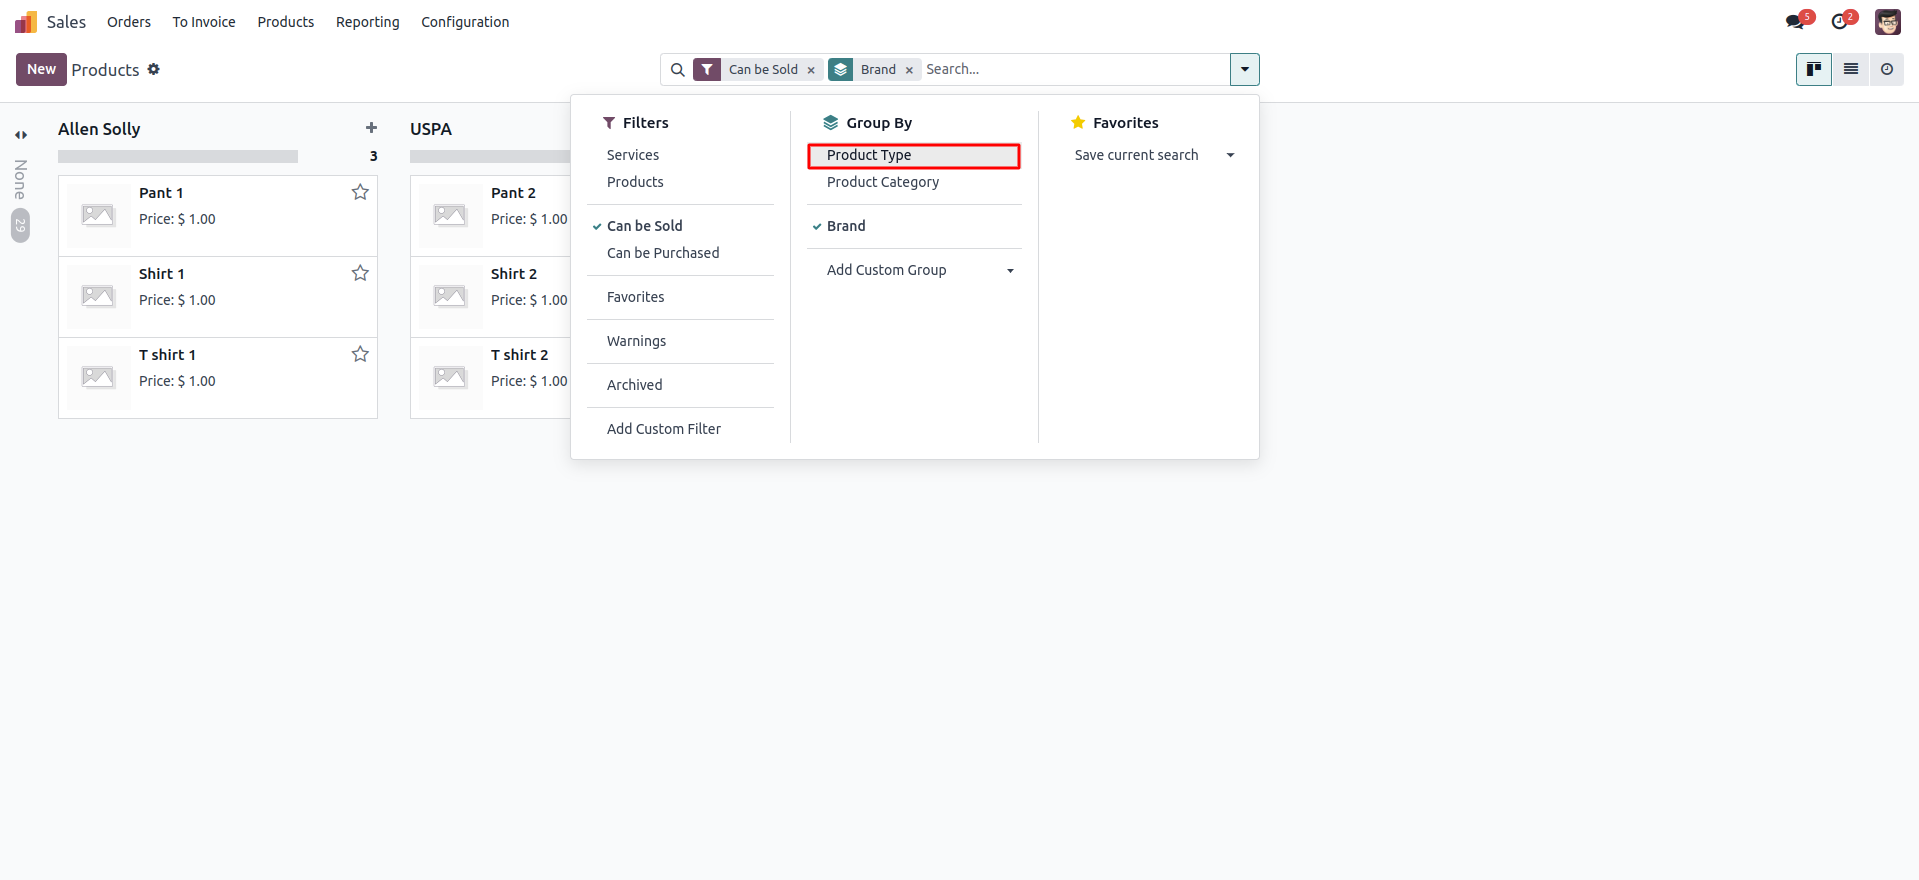 Sales Orders To Invoice Products Reporting Configuration 5 2
New Products Can be Sold × Brand × Search...
None 29
Allen Solly + 3
Pant 1
Price: $ 1.00
Shirt 1
Price: $ 1.00
T shirt 1
Price: $ 1.00
USPA
Pant 2
Price: $ 1.00
Shirt 2
Price: $ 1.00
T shirt 2
Price: $ 1.00
Filters
Services
Products
Can be Sold
Can be Purchased
Favorites
Warnings
Archived
Add Custom Filter
Group By
Product Type
Product Category
Brand
Add Custom Group
Favorites
Save current search